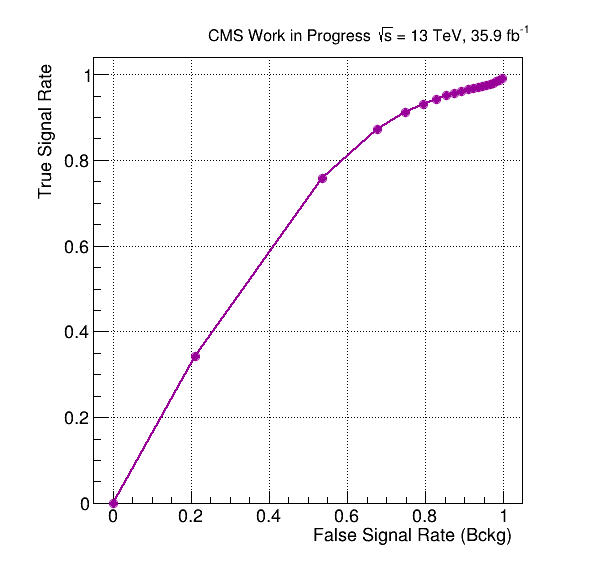 CMS Work in Progress √s = 13 TeV, 35.9 fb⁻¹
True Signal Rate
1
0.8
0.6
0.4
0.2
0
0 0.2 0.4 0.6 0.8 1
False Signal Rate (Bckg)